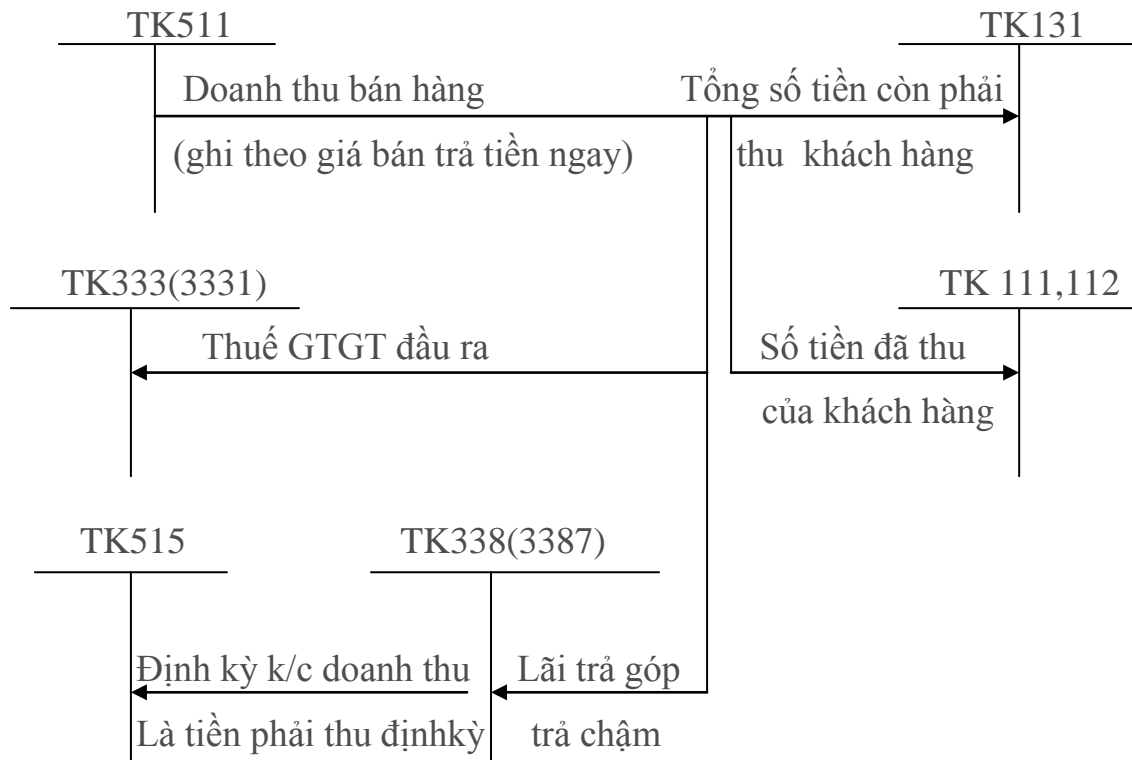 TK511
TK131
Doanh thu bán hàng
Tổng số tiền còn phải
(ghi theo giá bán trả tiền ngay)
thu khách hàng
TK333(3331)
TK 111,112
Thuế GTGT đầu ra
Số tiền đã thu
của khách hàng
TK515
TK338(3387)
Định kỳ k/c doanh thu
Lãi trả góp
Là tiền phải thu địnhkỳ
trả chậm